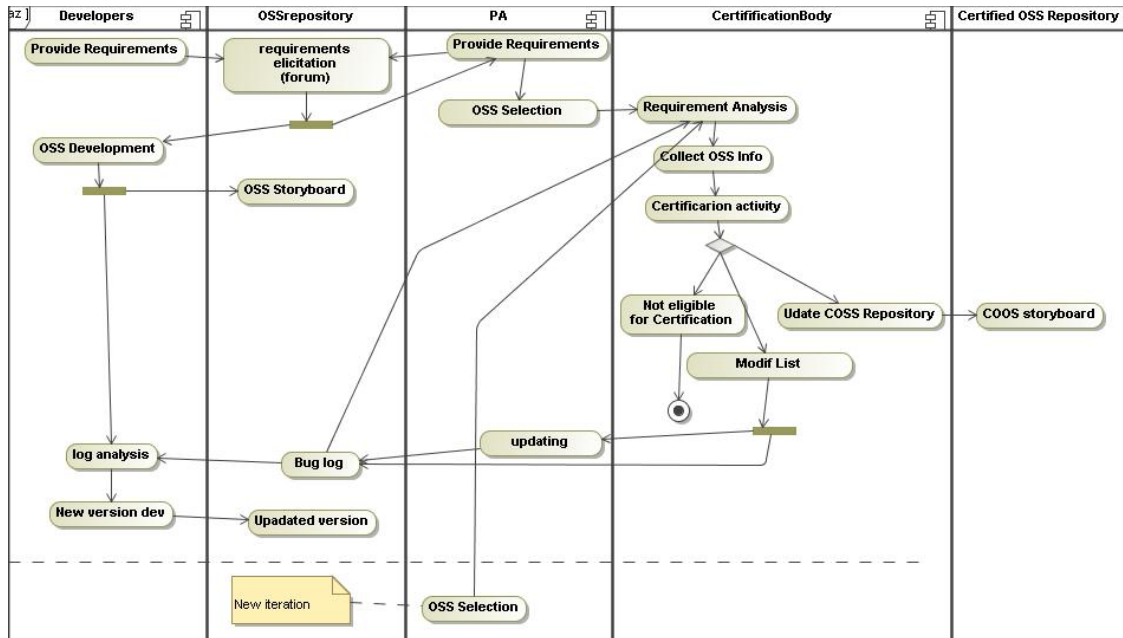 az ]
Developers
OSSrepository
PA
CertifificationBody
Certified OSS Repository
Provide Requirements
requirements
elicitation
(forum)
Provide Requirements
OSS Selection
Requirement Analysis
OSS Development
Collect OSS Info
OSS Storyboard
Certificarion activity
Not eligible
for Certification
Udate COSS Repository
COOS storyboard
Modif List
updating
log analysis
Bug log
New version dev
Upadated version
New iteration
OSS Selection